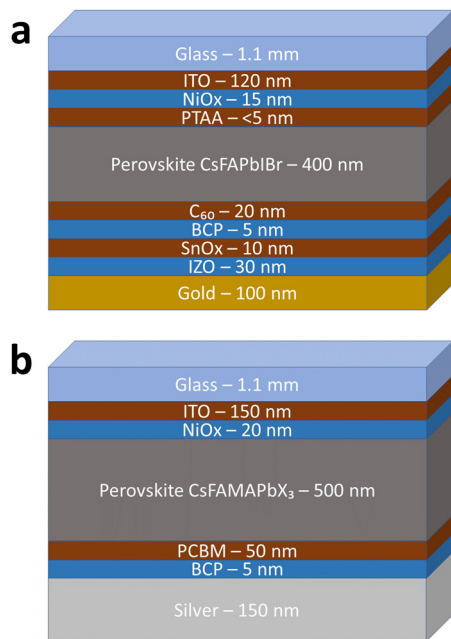 a
Glass – 1.1 mm
ITO – 120 nm
NiOx – 15 nm
PTAA – <5 nm
Perovskite CsFAPbIBr – 400 nm
C₆₀ – 20 nm
BCP – 5 nm
SnOx – 10 nm
IZO – 30 nm
Gold – 100 nm
b
Glass – 1.1 mm
ITO – 150 nm
NiOx – 20 nm
Perovskite CsFAMAPbX₃ – 500 nm
PCBM – 50 nm
BCP – 5 nm
Silver – 150 nm